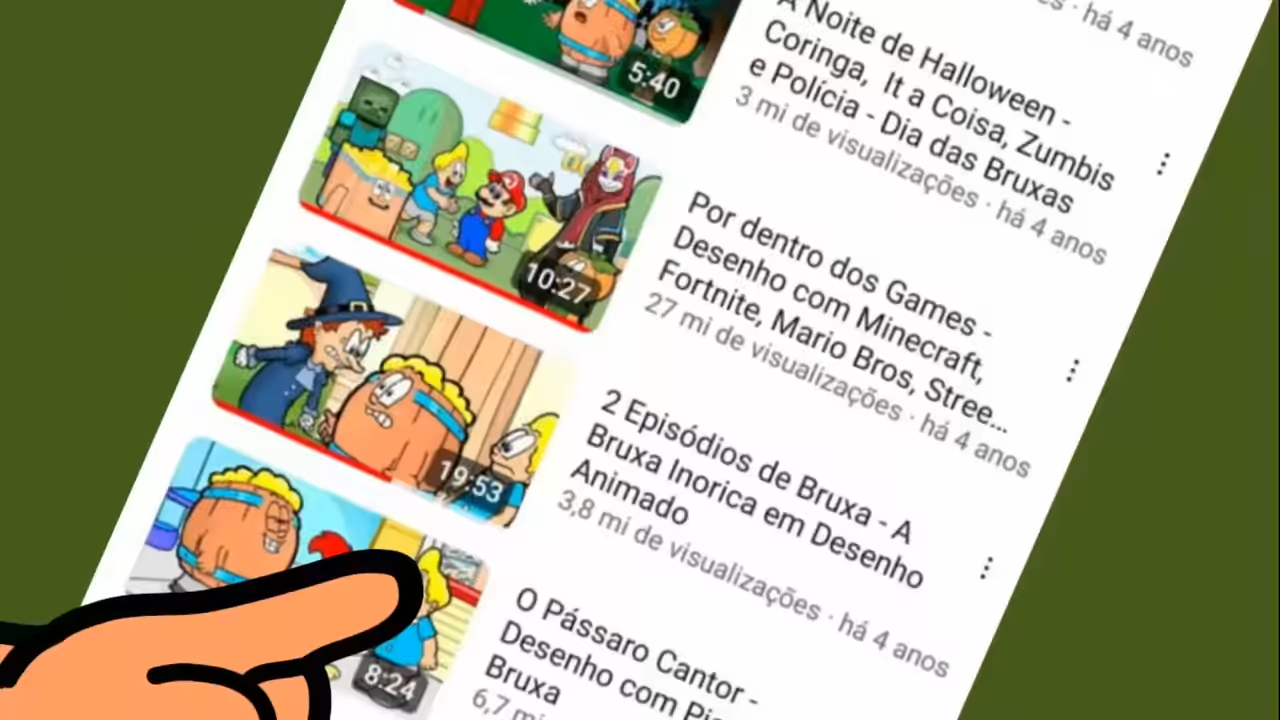 há 4 anos
5:40
A Noite de Halloween -
Coringa, It a Coisa, Zumbis
e Polícia - Dia das Bruxas
3 mi de visualizações · há 4 anos
10:27
Por dentro dos Games -
Desenho com Minecraft,
Fortnite, Mario Bros, Stree...
27 mi de visualizações · há 4 anos
19:53
2 Episódios de Bruxa - A
Bruxa Inorica em Desenho
Animado
3,8 mi de visualizações · há 4 anos
8:24
O Pássaro Cantor -
Desenho com
Bruxa
6,7 mi